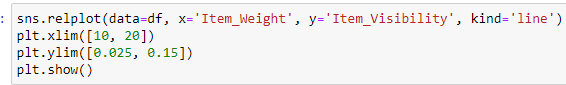 : sns.relplot(data=df, x='Item_Weight', y='Item_Visibility', kind='line')
plt.xlim([10, 20])
plt.ylim([0.025, 0.15])
plt.show()